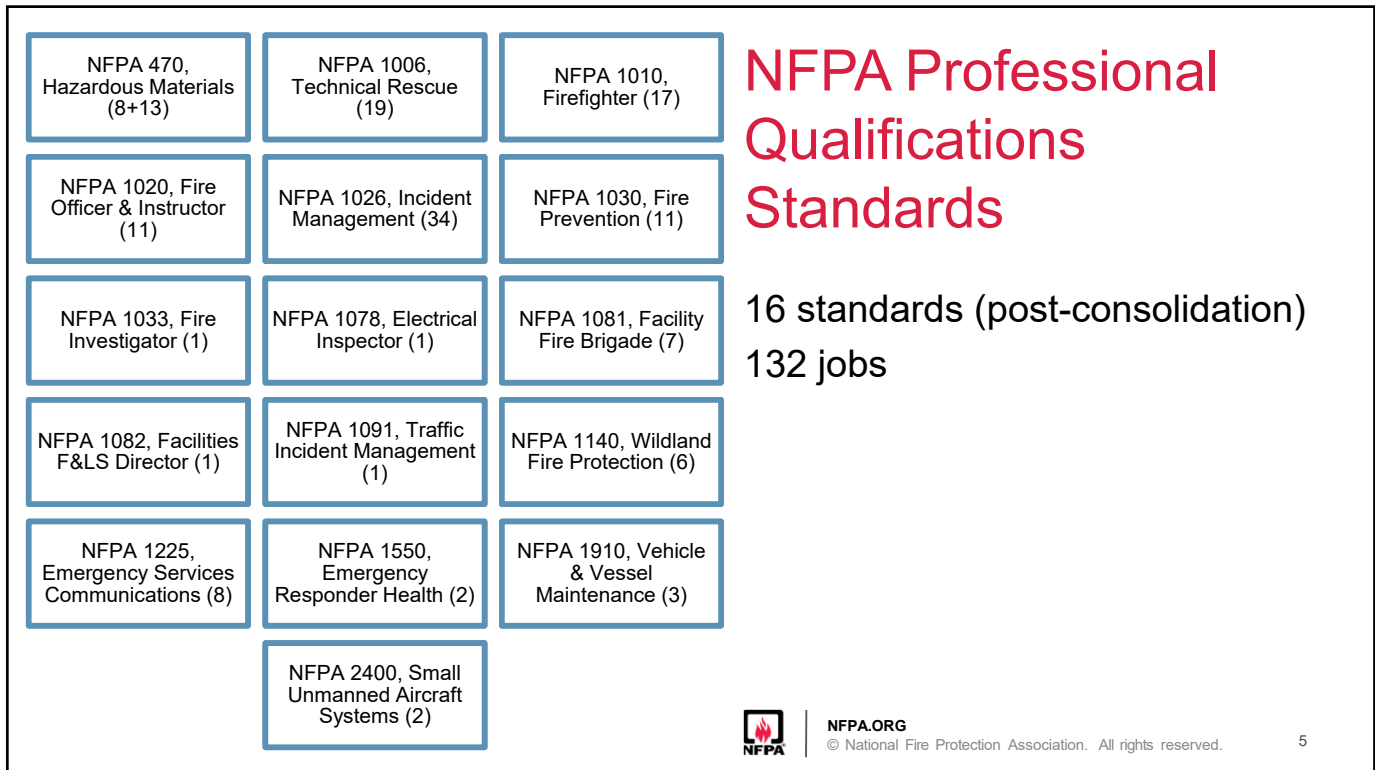 NFPA 470,
Hazardous Materials
(8+13)
NFPA 1006,
Technical Rescue
(19)
NFPA 1010,
Firefighter (17)
NFPA 1020, Fire
Officer & Instructor
(11)
NFPA 1026, Incident
Management (34)
NFPA 1030, Fire
Prevention (11)
NFPA 1033, Fire
Investigator (1)
NFPA 1078, Electrical
Inspector (1)
NFPA 1081, Facility
Fire Brigade (7)
NFPA 1082, Facilities
F&LS Director (1)
NFPA 1091, Traffic
Incident Management
(1)
NFPA 1140, Wildland
Fire Protection (6)
NFPA 1225,
Emergency Services
Communications (8)
NFPA 1550,
Emergency
Responder Health (2)
NFPA 1910, Vehicle
& Vessel
Maintenance (3)
NFPA 2400, Small
Unmanned Aircraft
Systems (2)
NFPA Professional
Qualifications
Standards
16 standards (post-consolidation)
132 jobs
NFPA
NFPA.ORG
© National Fire Protection Association. All rights reserved.
5